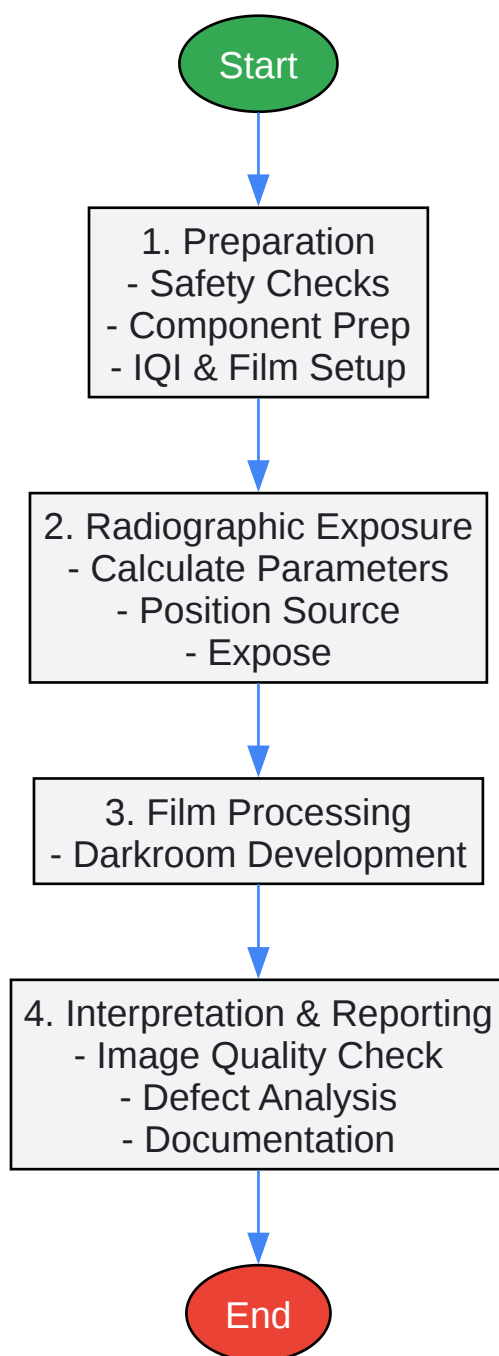 Start
1. Preparation
- Safety Checks
- Component Prep
- IQI & Film Setup
2. Radiographic Exposure
- Calculate Parameters
- Position Source
- Expose
3. Film Processing
- Darkroom Development
4. Interpretation & Reporting
- Image Quality Check
- Defect Analysis
- Documentation
End